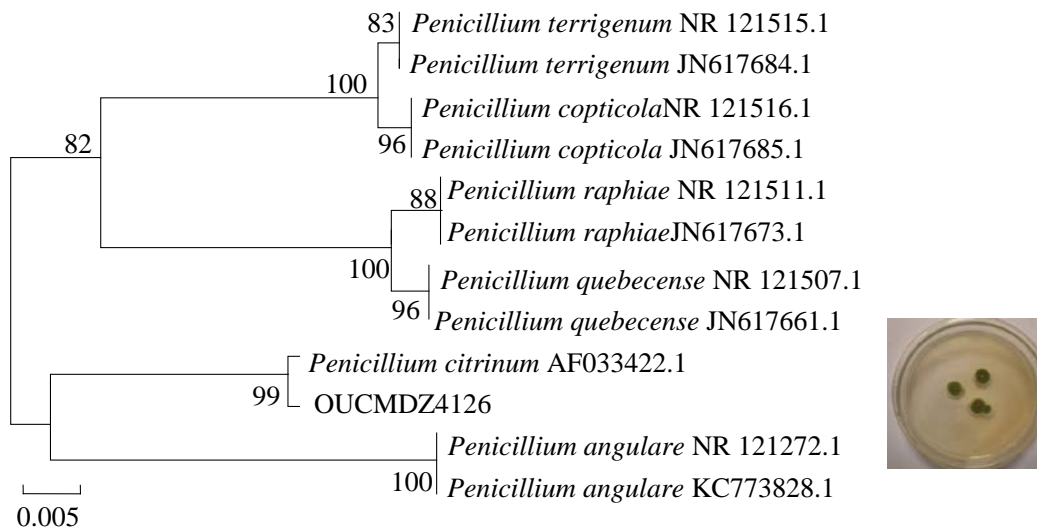 83 Penicillium terrigenum NR 121515.1
Penicillium terrigenum JN617684.1
100
Penicillium copticolaNR 121516.1
82
96 Penicillium copticola JN617685.1
88 Penicillium raphiae NR 121511.1
Penicillium raphiaeJN617673.1
100
Penicillium quebecense NR 121507.1
96 Penicillium quebecense JN617661.1
Penicillium citrinum AF033422.1
99 OUCMDZ4126
Penicillium angulare NR 121272.1
100 Penicillium angulare KC773828.1
0.005